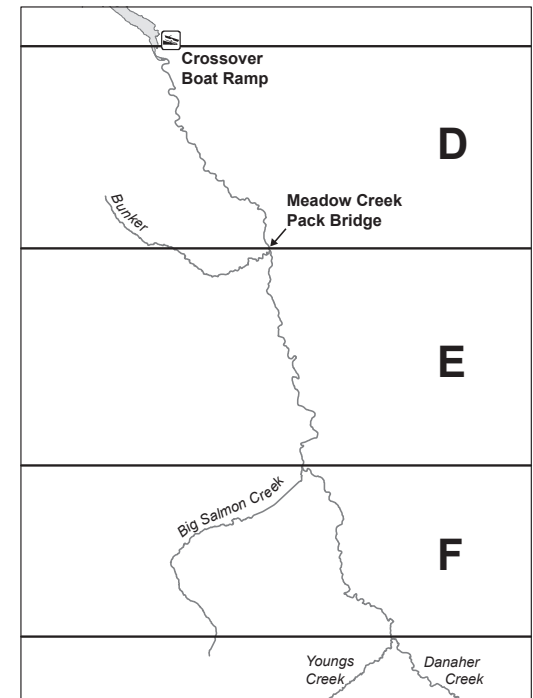 Crossover
Boat Ramp
D
Meadow Creek
Pack Bridge
Bunker
E
Big Salmon Creek
F
Youngs
Creek
Danaher
Creek